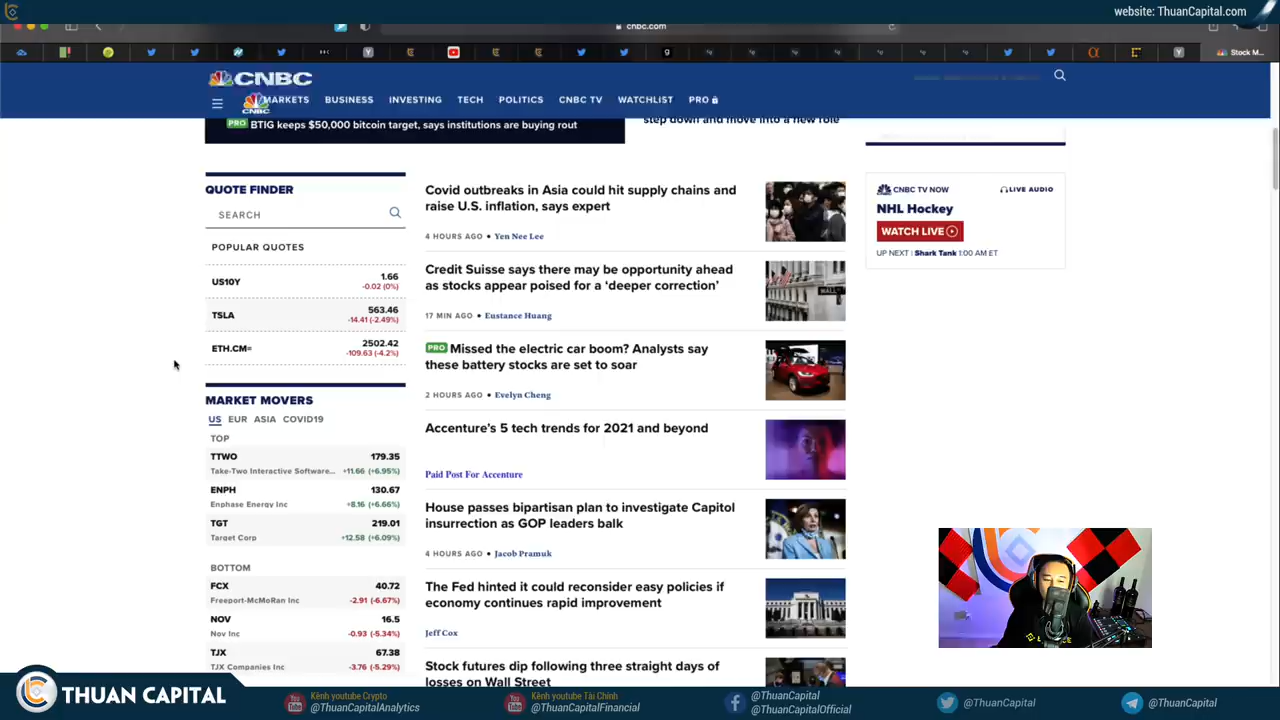 website: ThuanCapital.com
cnbc.com
Stock M...
CNBC
MARKETS BUSINESS INVESTING TECH POLITICS CNBC TV WATCHLIST PRO
CNBC
PRO BTIG keeps $50,000 bitcoin target, says institutions are buying rout
step down and move into a new role
QUOTE FINDER
SEARCH
POPULAR QUOTES
US10Y 1.66
-0.02 (0%)
TSLA 563.46
-14.41 (-2.49%)
ETH.CM= 2502.42
-109.63 (-4.2%)
MARKET MOVERS
US EUR ASIA COVID19
TOP
TTWO 179.35
Take-Two Interactive Software... +11.66 (+6.95%)
ENPH 130.67
Enphase Energy Inc +8.16 (+6.66%)
TGT 219.01
Target Corp +12.58 (+6.09%)
BOTTOM
FCX 40.72
Freeport-McMoRan Inc -2.91 (-6.67%)
NOV 16.5
Nov Inc -0.93 (-5.34%)
TJX 67.38
TJX Companies Inc -3.76 (-5.29%)
Covid outbreaks in Asia could hit supply chains and
raise U.S. inflation, says expert
4 HOURS AGO • Yen Nee Lee
Credit Suisse says there may be opportunity ahead
as stocks appear poised for a ‘deeper correction’
17 MIN AGO • Eustance Huang
PRO Missed the electric car boom? Analysts say
these battery stocks are set to soar
2 HOURS AGO • Evelyn Cheng
Accenture’s 5 tech trends for 2021 and beyond
Paid Post For Accenture
House passes bipartisan plan to investigate Capitol
insurrection as GOP leaders balk
4 HOURS AGO • Jacob Pramuk
The Fed hinted it could reconsider easy policies if
economy continues rapid improvement
Jeff Cox
Stock futures dip following three straight days of
losses on Wall Street
CNBC TV NOW LIVE AUDIO
NHL Hockey
WATCH LIVE
UP NEXT | Shark Tank 1:00 AM ET
THUAN CAPITAL
Kênh youtube Crypto
@ThuanCapitalAnalytics
Kênh youtube Tài Chính
@ThuanCapitalFinancial
@ThuanCapital
@ThuanCapitalOfficial
@ThuanCapital
@ThuanCapital